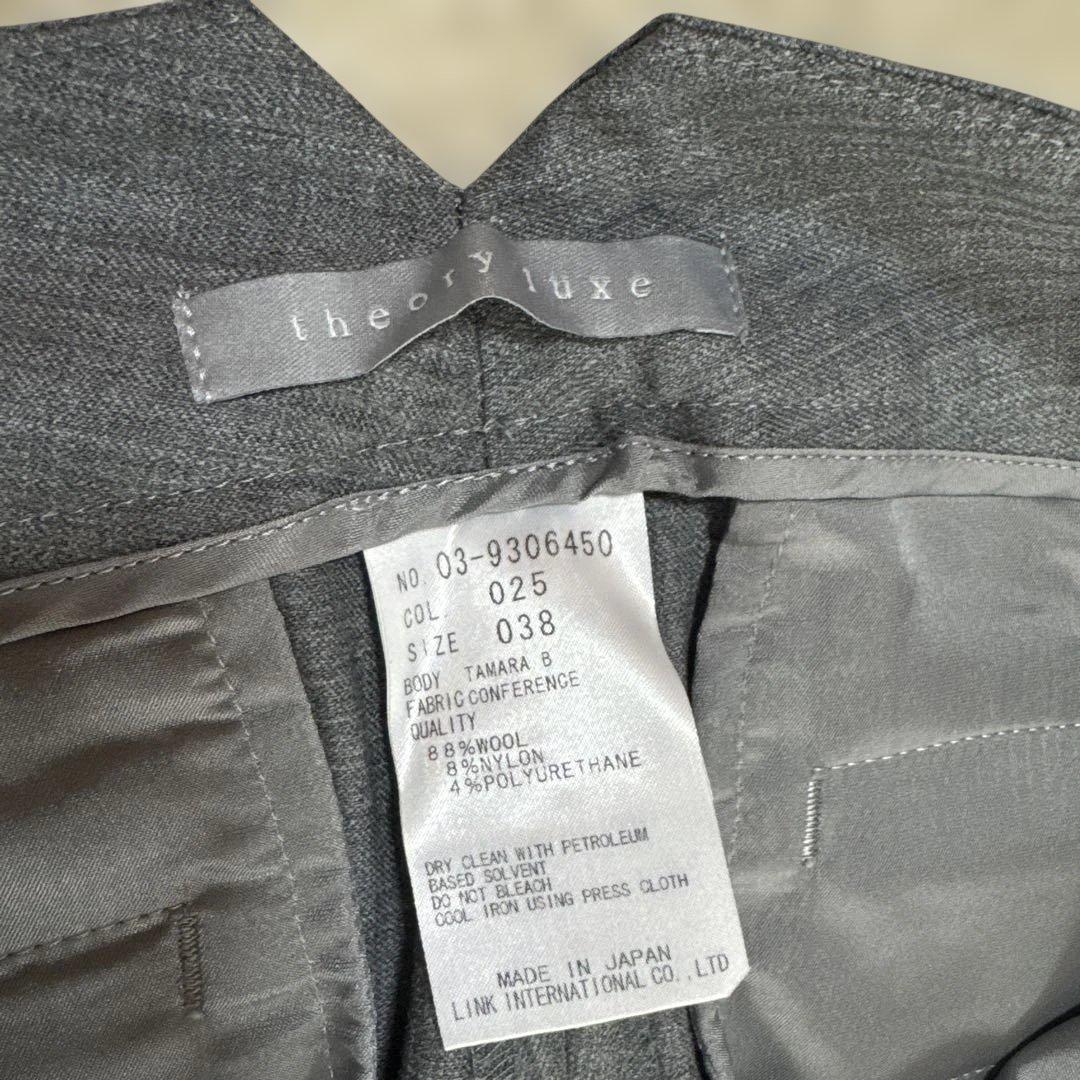 theory luxe
NO. 03-9306450
COL 025
SIZE 038
BODY TAMARA B
FABRIC CONFERENCE
QUALITY
88%WOOL
8%NYLON
4%POLYURETHANE
DRY CLEAN WITH PETROLEUM
BASED SOLVENT
DO NOT BLEACH
COOL IRON USING PRESS CLOTH
MADE IN JAPAN
LINK INTERNATIONAL CO.,LTD